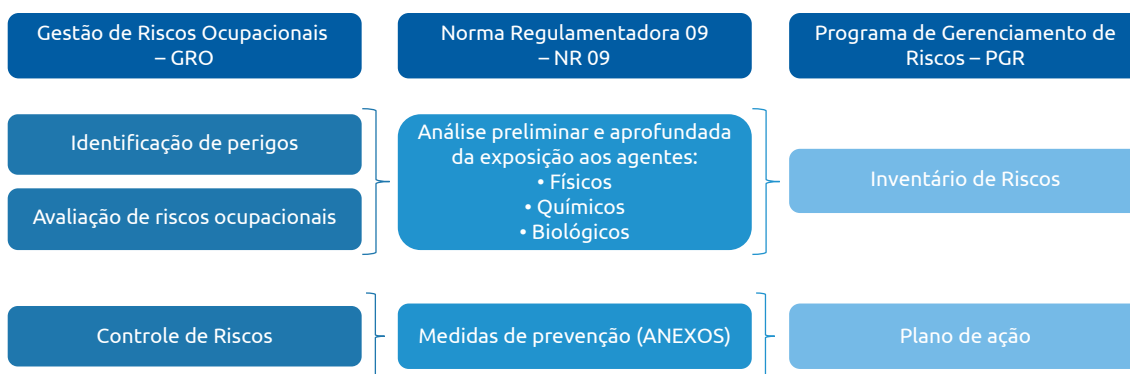 Gestão de Riscos Ocupacionais
– GRO
Norma Regulamentadora 09
– NR 09
Programa de Gerenciamento de
Riscos – PGR
Identificação de perigos
Avaliação de riscos ocupacionais
Análise preliminar e aprofundada
da exposição aos agentes:
• Físicos
• Químicos
• Biológicos
Inventário de Riscos
Controle de Riscos
Medidas de prevenção (ANEXOS)
Plano de ação